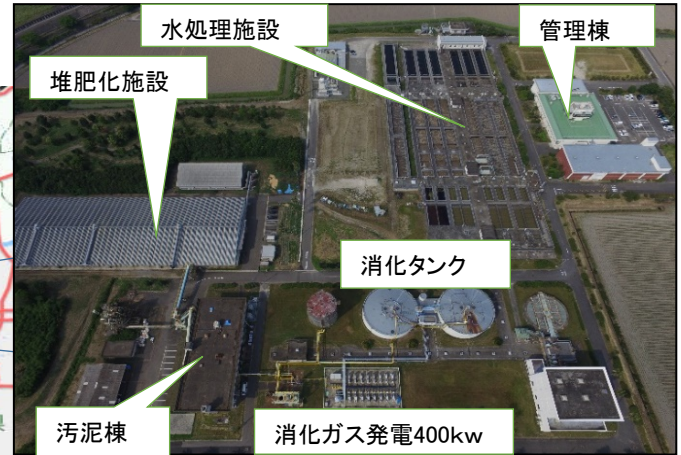 水処理施設
管理棟
堆肥化施設
消化タンク
汚泥棟
消化ガス発電400kw